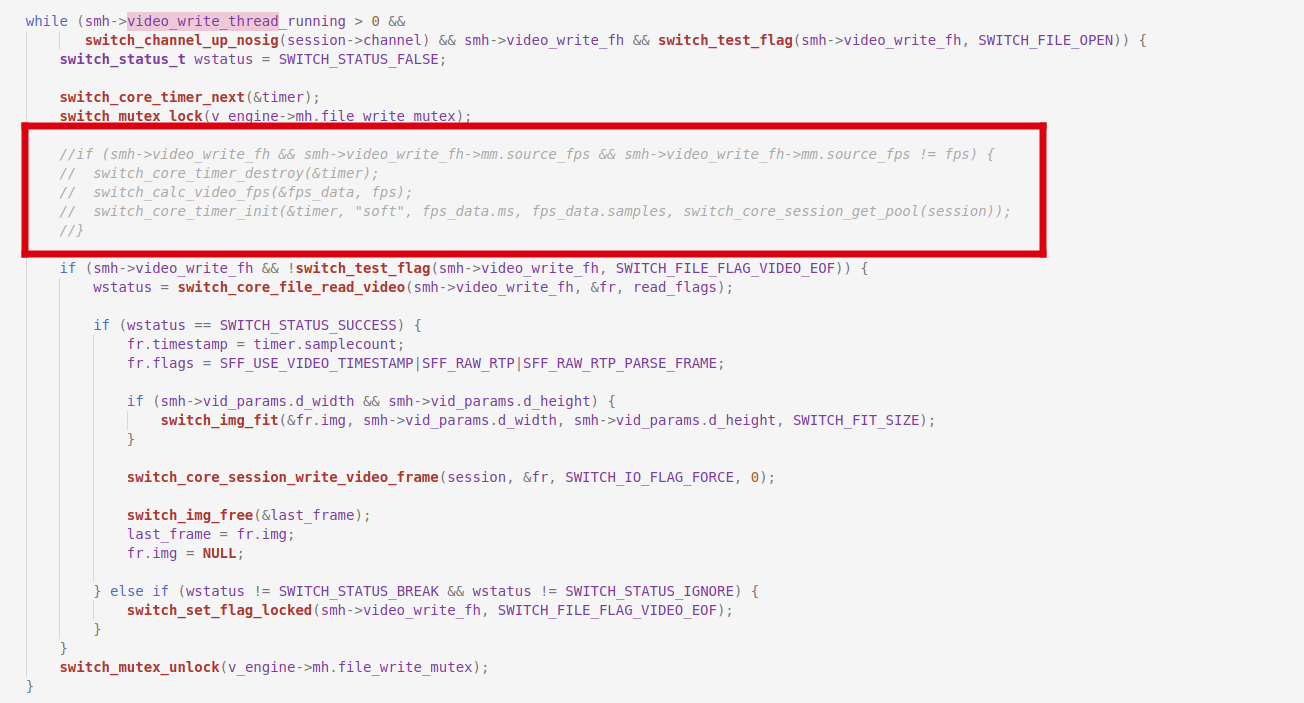 while (smh->video_write_thread_running > 0 &&
switch_channel_up_nosig(session->channel) && smh->video_write_fh && switch_test_flag(smh->video_write_fh, SWITCH_FILE_OPEN)) {
switch_status_t wstatus = SWITCH_STATUS_FALSE;
switch_core_timer_next(&timer);
switch_mutex_lock(v_engine->mh.file_write_mutex);
//if (smh->video_write_fh && smh->video_write_fh->mm.source_fps && smh->video_write_fh->mm.source_fps != fps) {
//  switch_core_timer_destroy(&timer);
//  switch_calc_video_fps(&fps_data, fps);
//  switch_core_timer_init(&timer, "soft", fps_data.ms, fps_data.samples, switch_core_session_get_pool(session));
//}
if (smh->video_write_fh && !switch_test_flag(smh->video_write_fh, SWITCH_FILE_FLAG_VIDEO_EOF)) {
wstatus = switch_core_file_read_video(smh->video_write_fh, &fr, read_flags);
if (wstatus == SWITCH_STATUS_SUCCESS) {
fr.timestamp = timer.samplecount;
fr.flags = SFF_USE_VIDEO_TIMESTAMP|SFF_RAW_RTP|SFF_RAW_RTP_PARSE_FRAME;
if (smh->vid_params.d_width && smh->vid_params.d_height) {
switch_img_fit(&fr.img, smh->vid_params.d_width, smh->vid_params.d_height, SWITCH_FIT_SIZE);
}
switch_core_session_write_video_frame(session, &fr, SWITCH_IO_FLAG_FORCE, 0);
switch_img_free(&last_frame);
last_frame = fr.img;
fr.img = NULL;
} else if (wstatus != SWITCH_STATUS_BREAK && wstatus != SWITCH_STATUS_IGNORE) {
switch_set_flag_locked(smh->video_write_fh, SWITCH_FILE_FLAG_VIDEO_EOF);
}
}
switch_mutex_unlock(v_engine->mh.file_write_mutex);
}